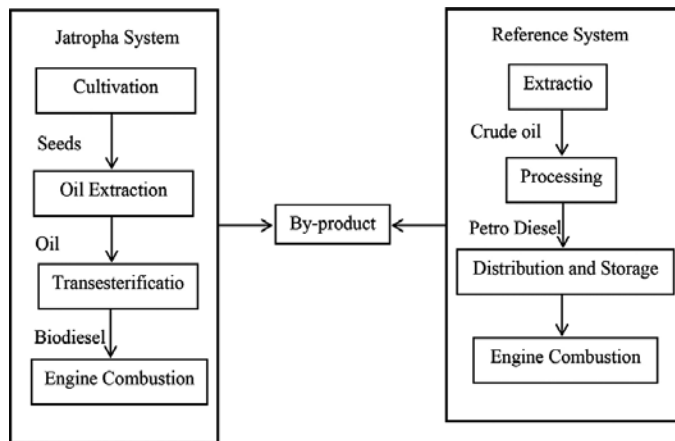 Jatropha System
Cultivation
Seeds
Oil Extraction
Oil
Transesterificatio
Biodiesel
Engine Combustion
By-product
Reference System
Extractio
Crude oil
Processing
Petro Diesel
Distribution and Storage
Engine Combustion